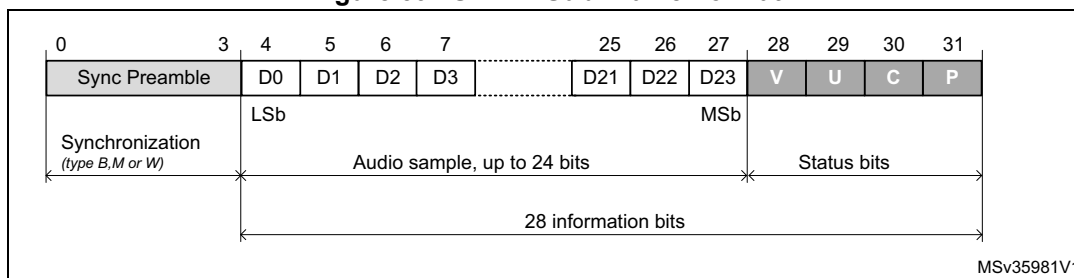 0 3 4 5 6 7 25 26 27 28 29 30 31
Sync Preamble D0 D1 D2 D3 D21 D22 D23 V U C P
LSb MSb
Synchronization
(type B,M or W)
Audio sample, up to 24 bits Status bits
28 information bits
MSv35981V1